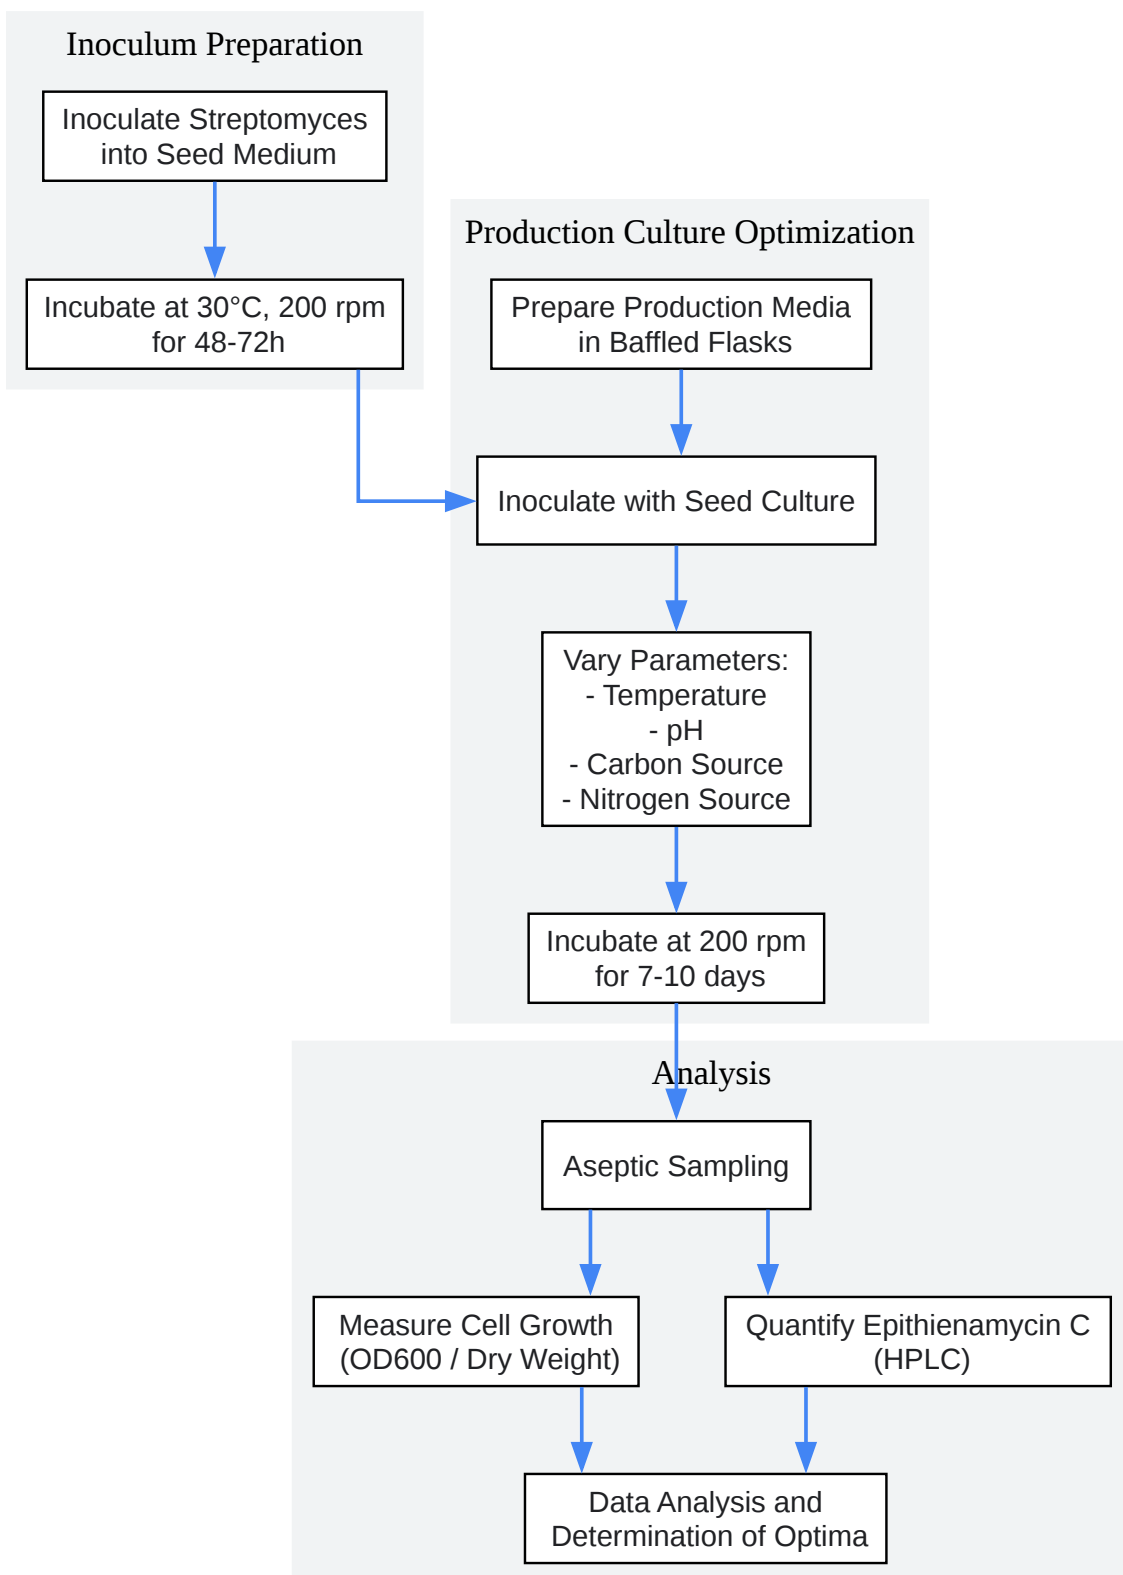 Inoculum Preparation
Inoculate Streptomyces
into Seed Medium
Incubate at 30°C, 200 rpm
for 48-72h
Production Culture Optimization
Prepare Production Media
in Baffled Flasks
Inoculate with Seed Culture
Vary Parameters:
- Temperature
- pH
- Carbon Source
- Nitrogen Source
Incubate at 200 rpm
for 7-10 days
Analysis
Aseptic Sampling
Measure Cell Growth
(OD600 / Dry Weight)
Quantify Epithienamycin C
(HPLC)
Data Analysis and
Determination of Optima